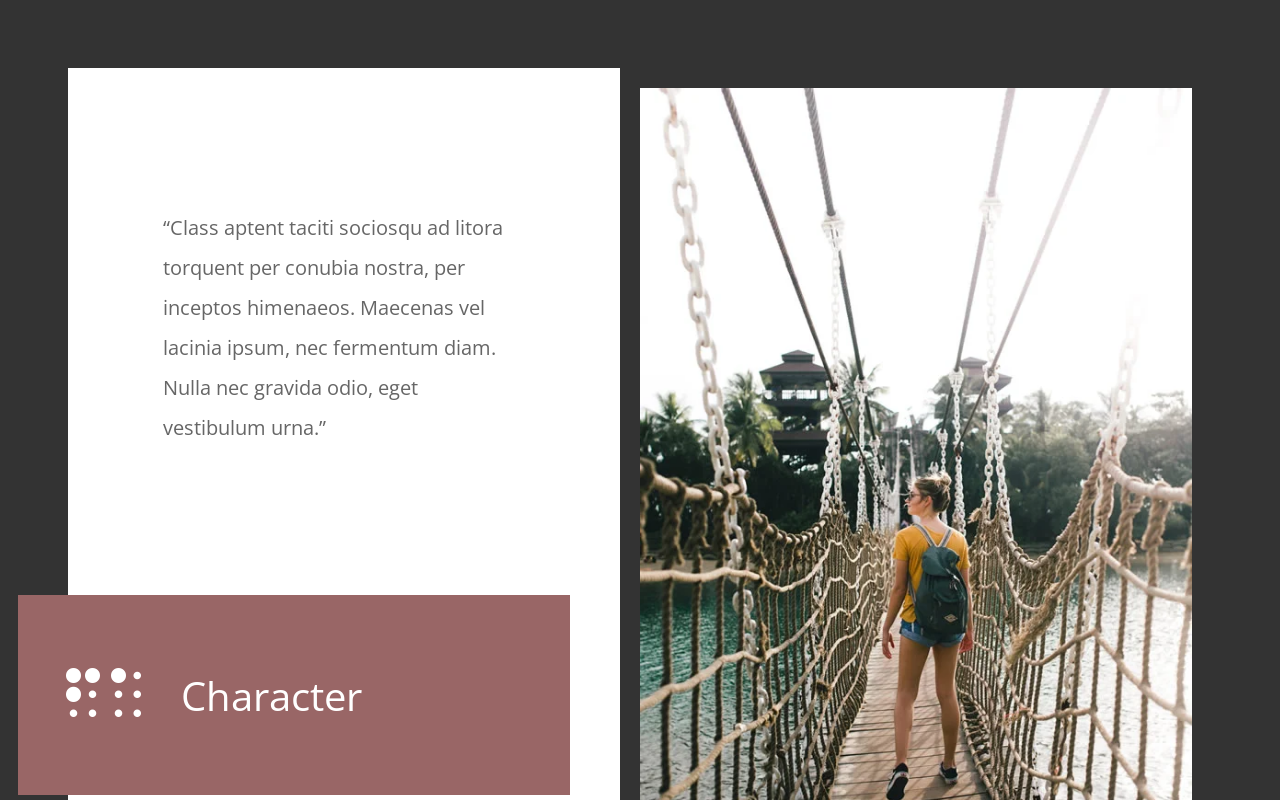 “Class aptent taciti sociosqu ad litora
torquent per conubia nostra, per
inceptos himenaeos. Maecenas vel
lacinia ipsum, nec fermentum diam.
Nulla nec gravida odio, eget
vestibulum urna.”
Character